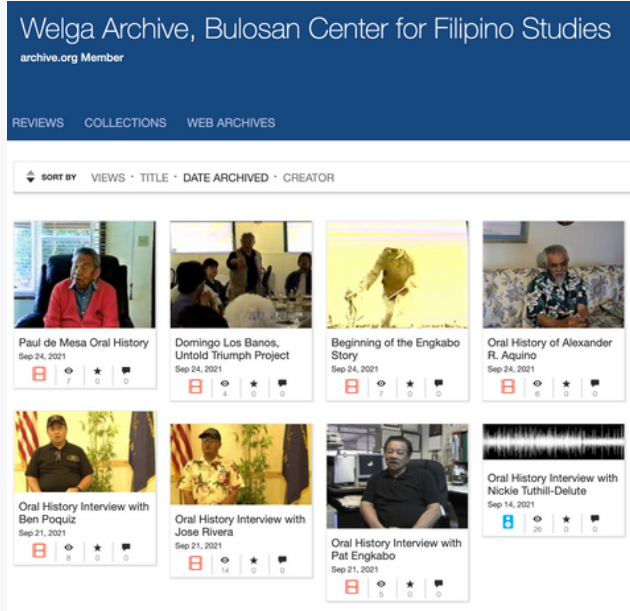 Welga Archive, Bulosan Center for Filipino Studies
archive.org Member
REVIEWS COLLECTIONS WEB ARCHIVES
SORT BY VIEWS · TITLE · DATE ARCHIVED · CREATOR
Paul de Mesa Oral History
Sep 24, 2021
7 0 0
Domingo Los Banos,
Untold Triumph Project
Sep 24, 2021
4 0 0
Beginning of the Engkabo
Story
Sep 24, 2021
7 0 0
Oral History of Alexander
R. Aquino
Sep 24, 2021
6 0 0
Oral History Interview with
Ben Poquiz
Sep 21, 2021
8 0 0
Oral History Interview with
Jose Rivera
Sep 21, 2021
14 0 0
Oral History Interview with
Pat Engkabo
Sep 21, 2021
5 0 0
Oral History Interview with
Nickie Tuthill-Delute
Sep 14, 2021
26 0 0